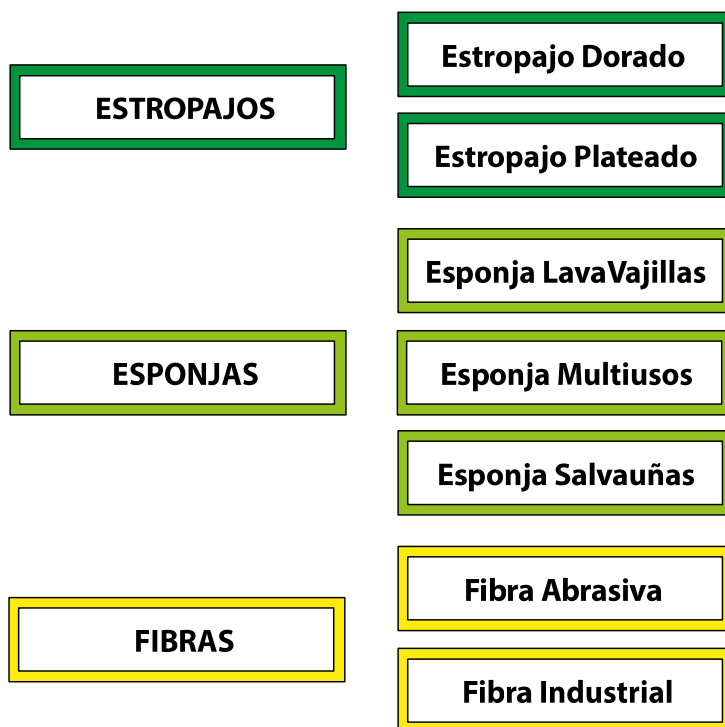 ESTROPAJOS
Estropajo Dorado
Estropajo Plateado
ESPONJAS
Esponja LavaVajillas
Esponja Multiusos
Esponja Salvauñas
FIBRAS
Fibra Abrasiva
Fibra Industrial